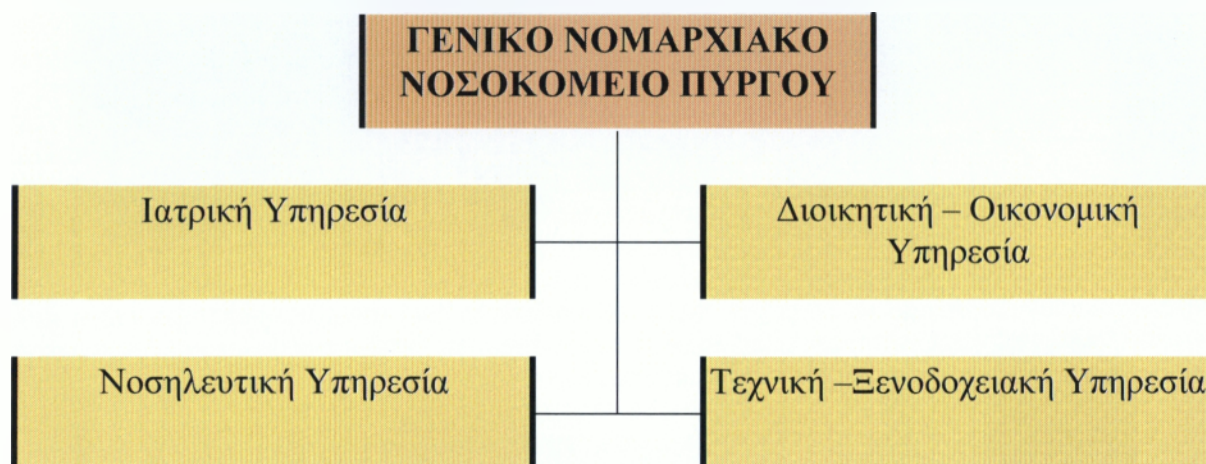 ΓΕΝΙΚΟ ΝΟΜΑΡΧΙΑΚΟ
ΝΟΣΟΚΟΜΕΙΟ ΠΥΡΓΟΥ
Ιατρική Υπηρεσία
Διοικητική – Οικονομική
Υπηρεσία
Νοσηλευτική Υπηρεσία
Τεχνική –Ξενοδοχειακή Υπηρεσία